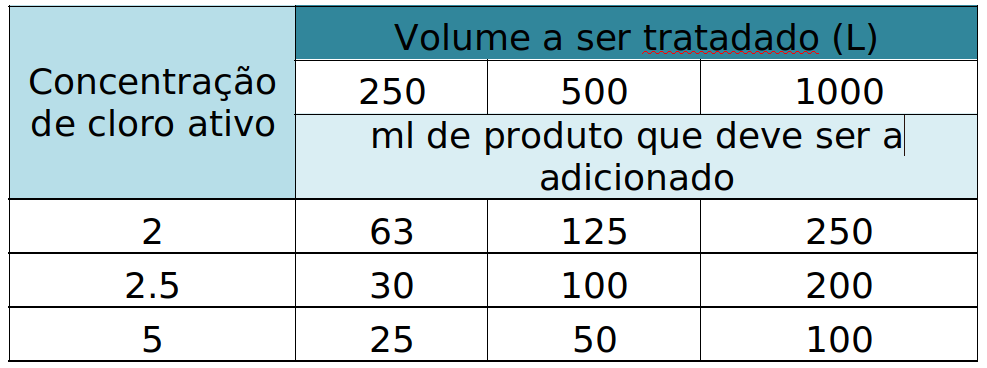 Volume a ser tratadado (L)
Concentração
de cloro ativo
250 500 1000
ml de produto que deve ser a
adicionado
2 63 125 250
2.5 30 100 200
5 25 50 100